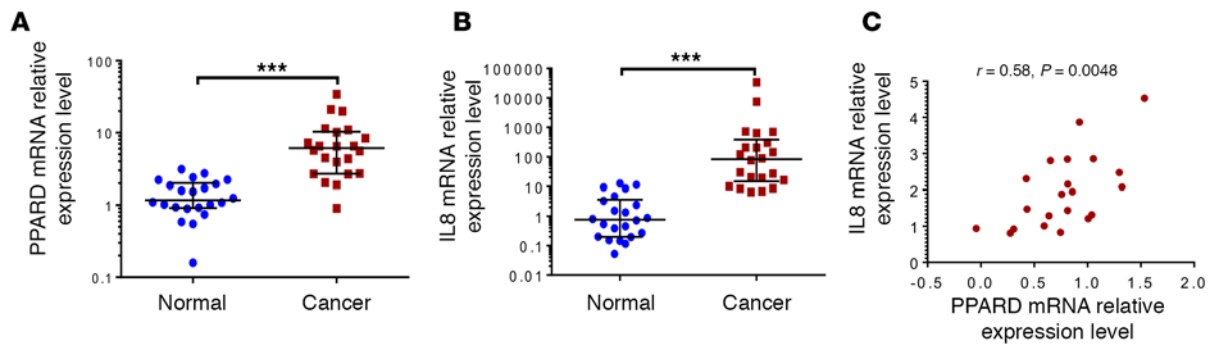 A
PPARD mRNA relative
expression level
100
10
1
0.1
***
Normal
Cancer
B
IL8 mRNA relative
expression level
100000
10000
1000
100
10
1
0.1
0.01
***
Normal
Cancer
C
r = 0.58, P = 0.0048
IL8 mRNA relative
expression level
5
4
3
2
1
0
-0.5
0.0
0.5
1.0
1.5
2.0
PPARD mRNA relative
expression level